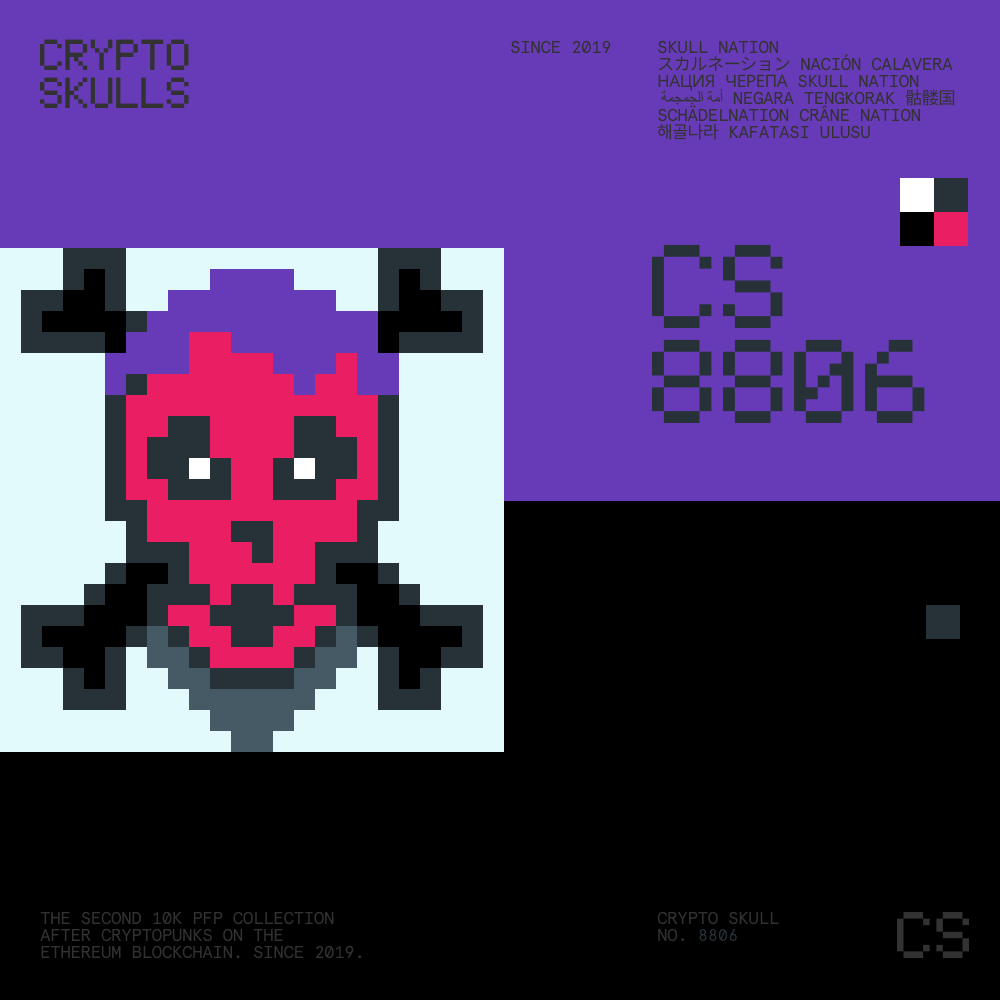 CRYPTO
SKULLS
SINCE 2019
SKULL NATION
スカルネーション NACIÓN CALAVERA
НАЦИЯ ЧЕРЕПА SKULL NATION
أمة الجمجمة NEGARA TENGKORAK 骷髅国
SCHÄDELNATION CRÂNE NATION
해골나라 KAFATASI ULUSU
CS
8806
THE SECOND 10K PFP COLLECTION
AFTER CRYPTOPUNKS ON THE
ETHEREUM BLOCKCHAIN. SINCE 2019.
CRYPTO SKULL
NO. 8806
CS